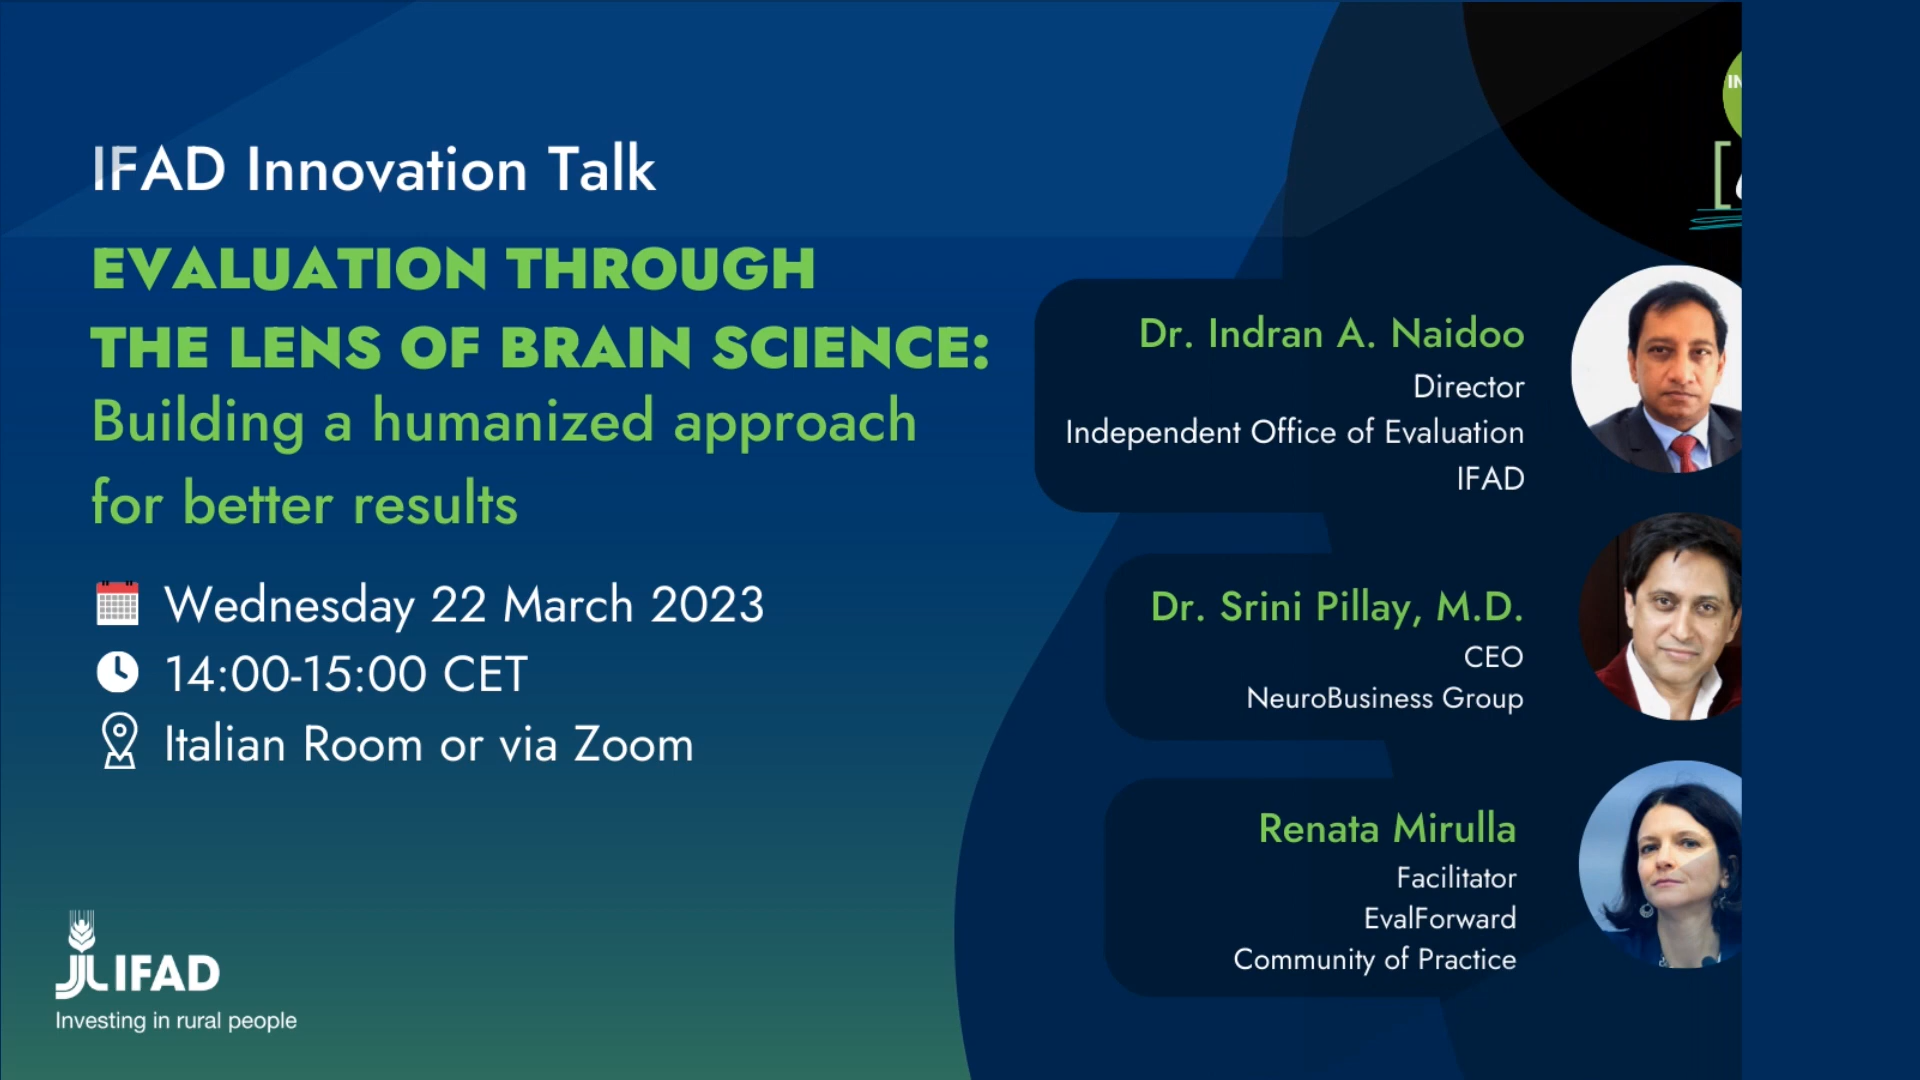 IFAD Innovation Talk
EVALUATION THROUGH
THE LENS OF BRAIN SCIENCE:
Building a humanized approach
for better results
Wednesday 22 March 2023
14:00-15:00 CET
Italian Room or via Zoom
IFAD
Investing in rural people
Dr. Indran A. Naidoo
Director
Independent Office of Evaluation
IFAD
Dr. Srini Pillay, M.D.
CEO
NeuroBusiness Group
Renata Mirulla
Facilitator
EvalForward
Community of Practice